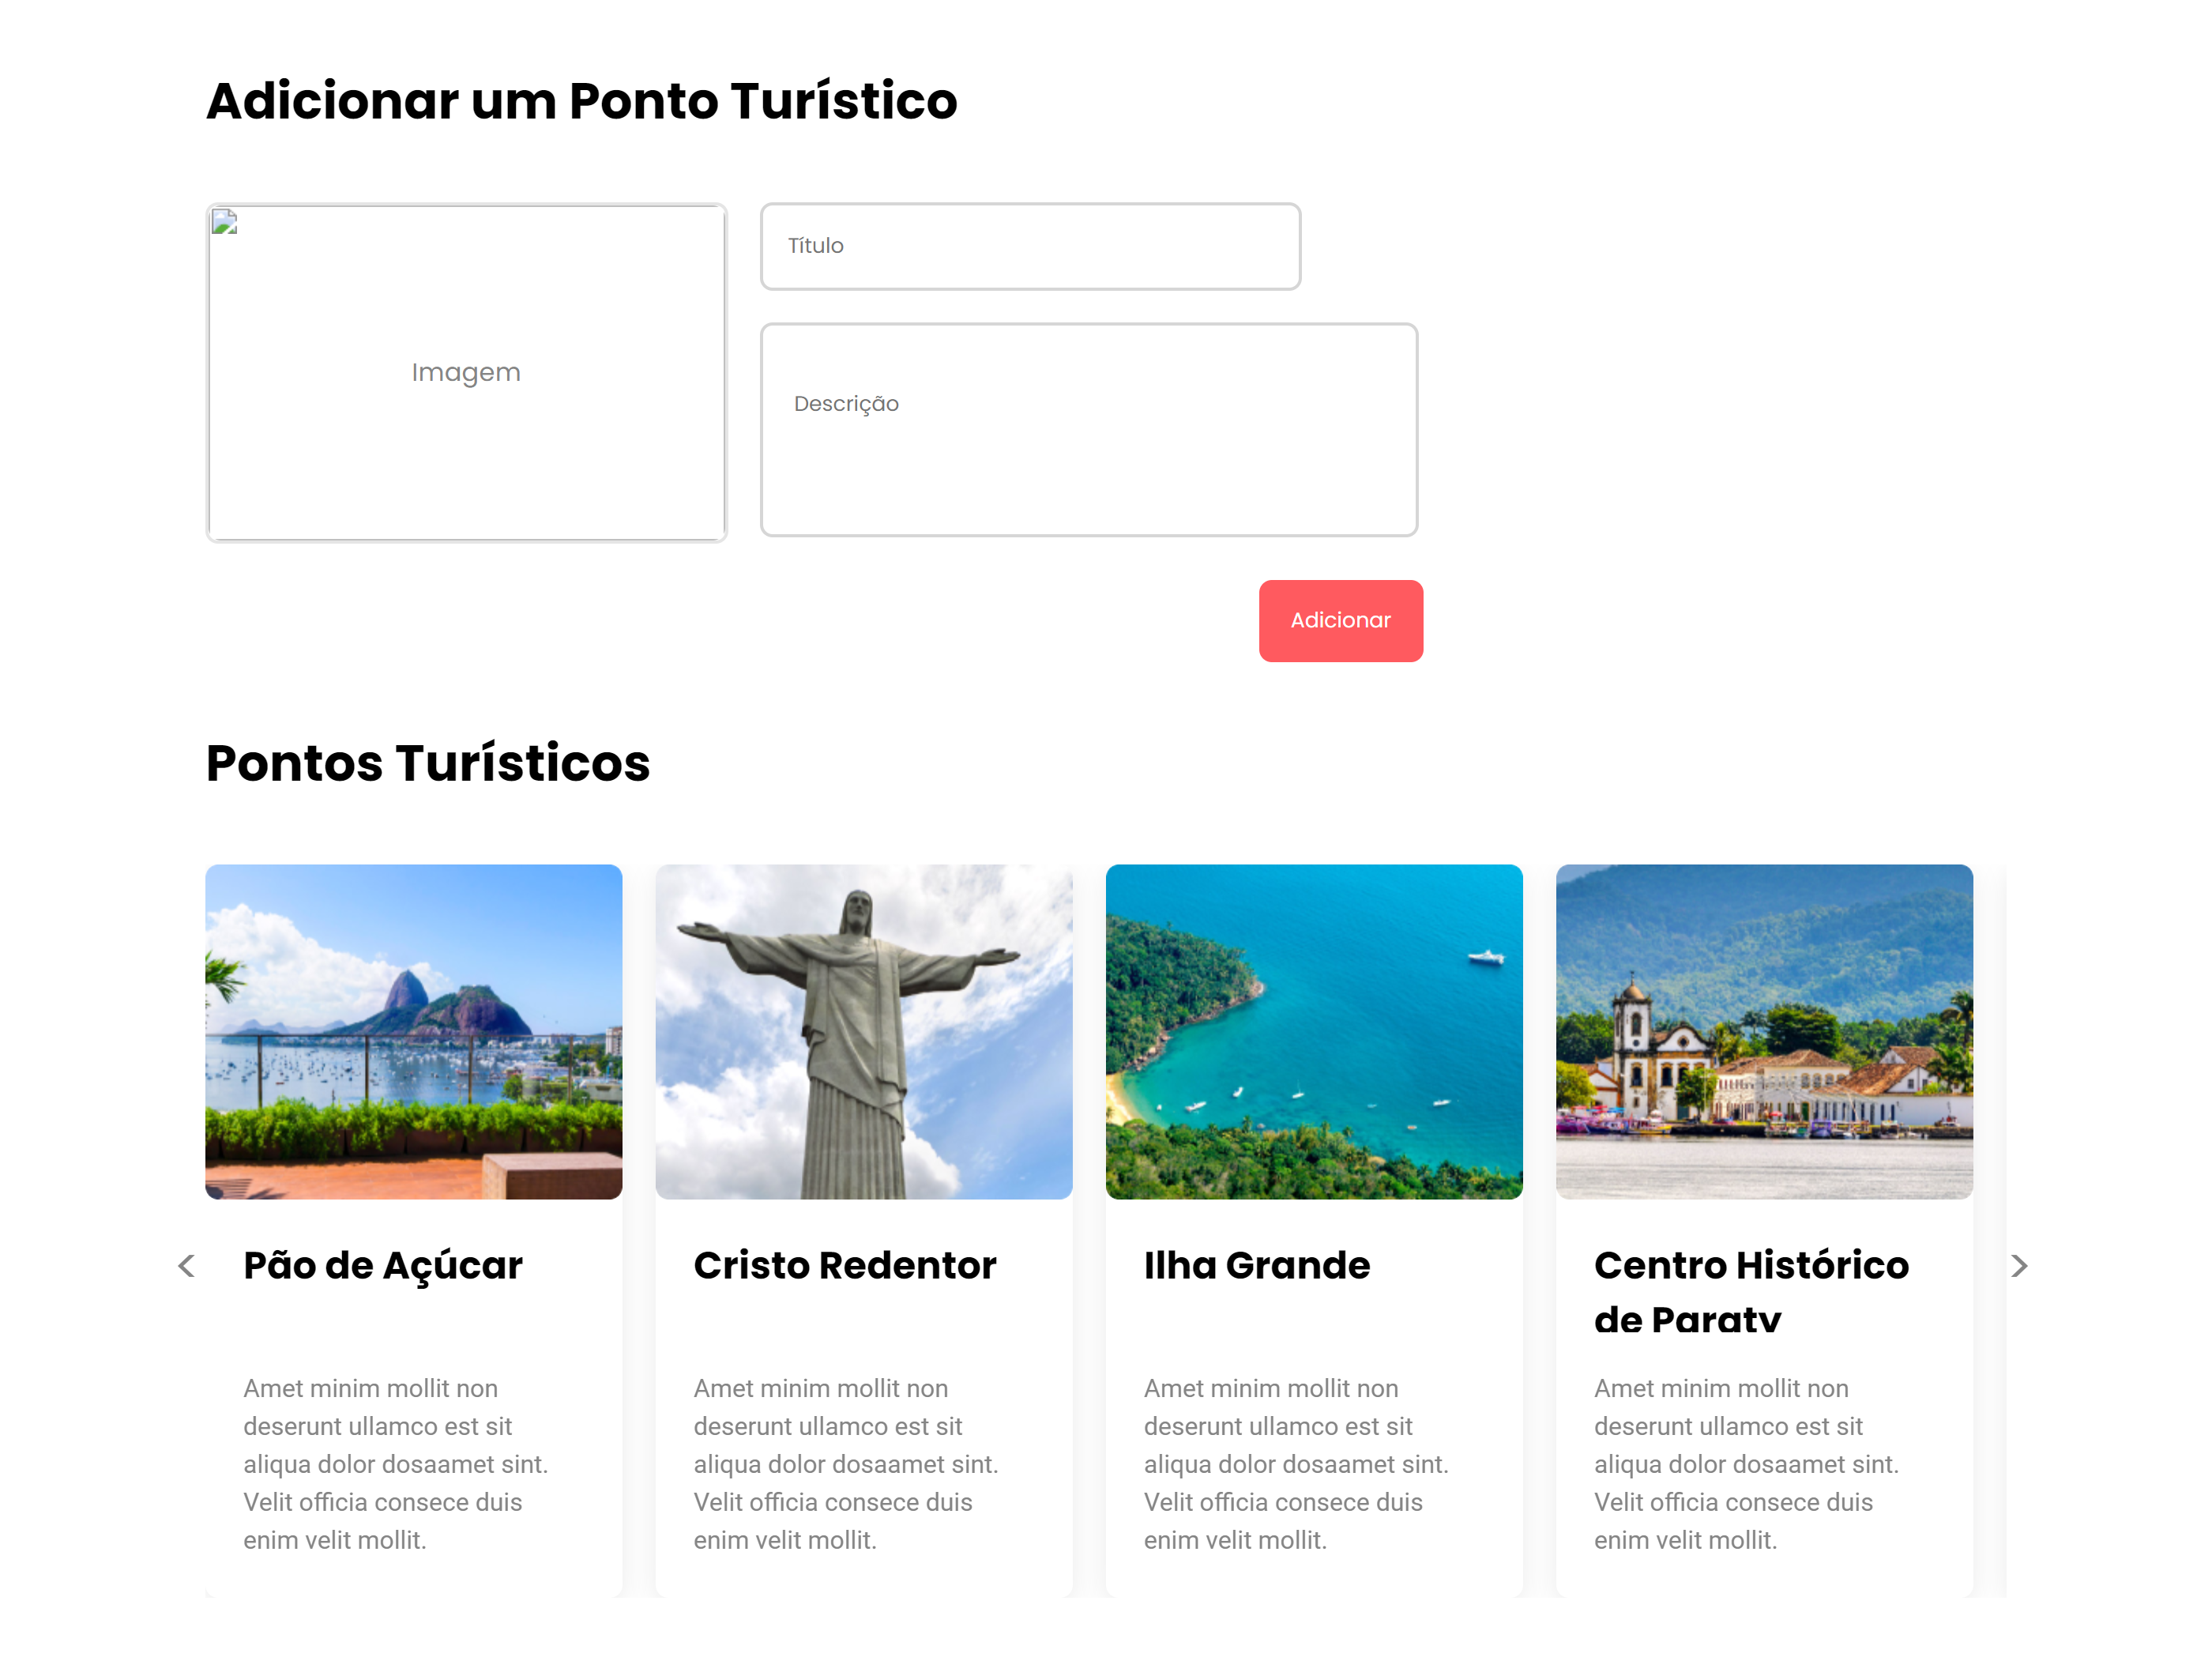 Adicionar um Ponto Turístico
Imagem
Título
Descrição
Adicionar
Pontos Turísticos
<
Pão de Açúcar
Amet minim mollit non
deserunt ullamco est sit
aliqua dolor dosaamet sint.
Velit officia consece duis
enim velit mollit.
Cristo Redentor
Amet minim mollit non
deserunt ullamco est sit
aliqua dolor dosaamet sint.
Velit officia consece duis
enim velit mollit.
Ilha Grande
Amet minim mollit non
deserunt ullamco est sit
aliqua dolor dosaamet sint.
Velit officia consece duis
enim velit mollit.
Centro Histórico
de Paraty
Amet minim mollit non
deserunt ullamco est sit
aliqua dolor dosaamet sint.
Velit officia consece duis
enim velit mollit.
>